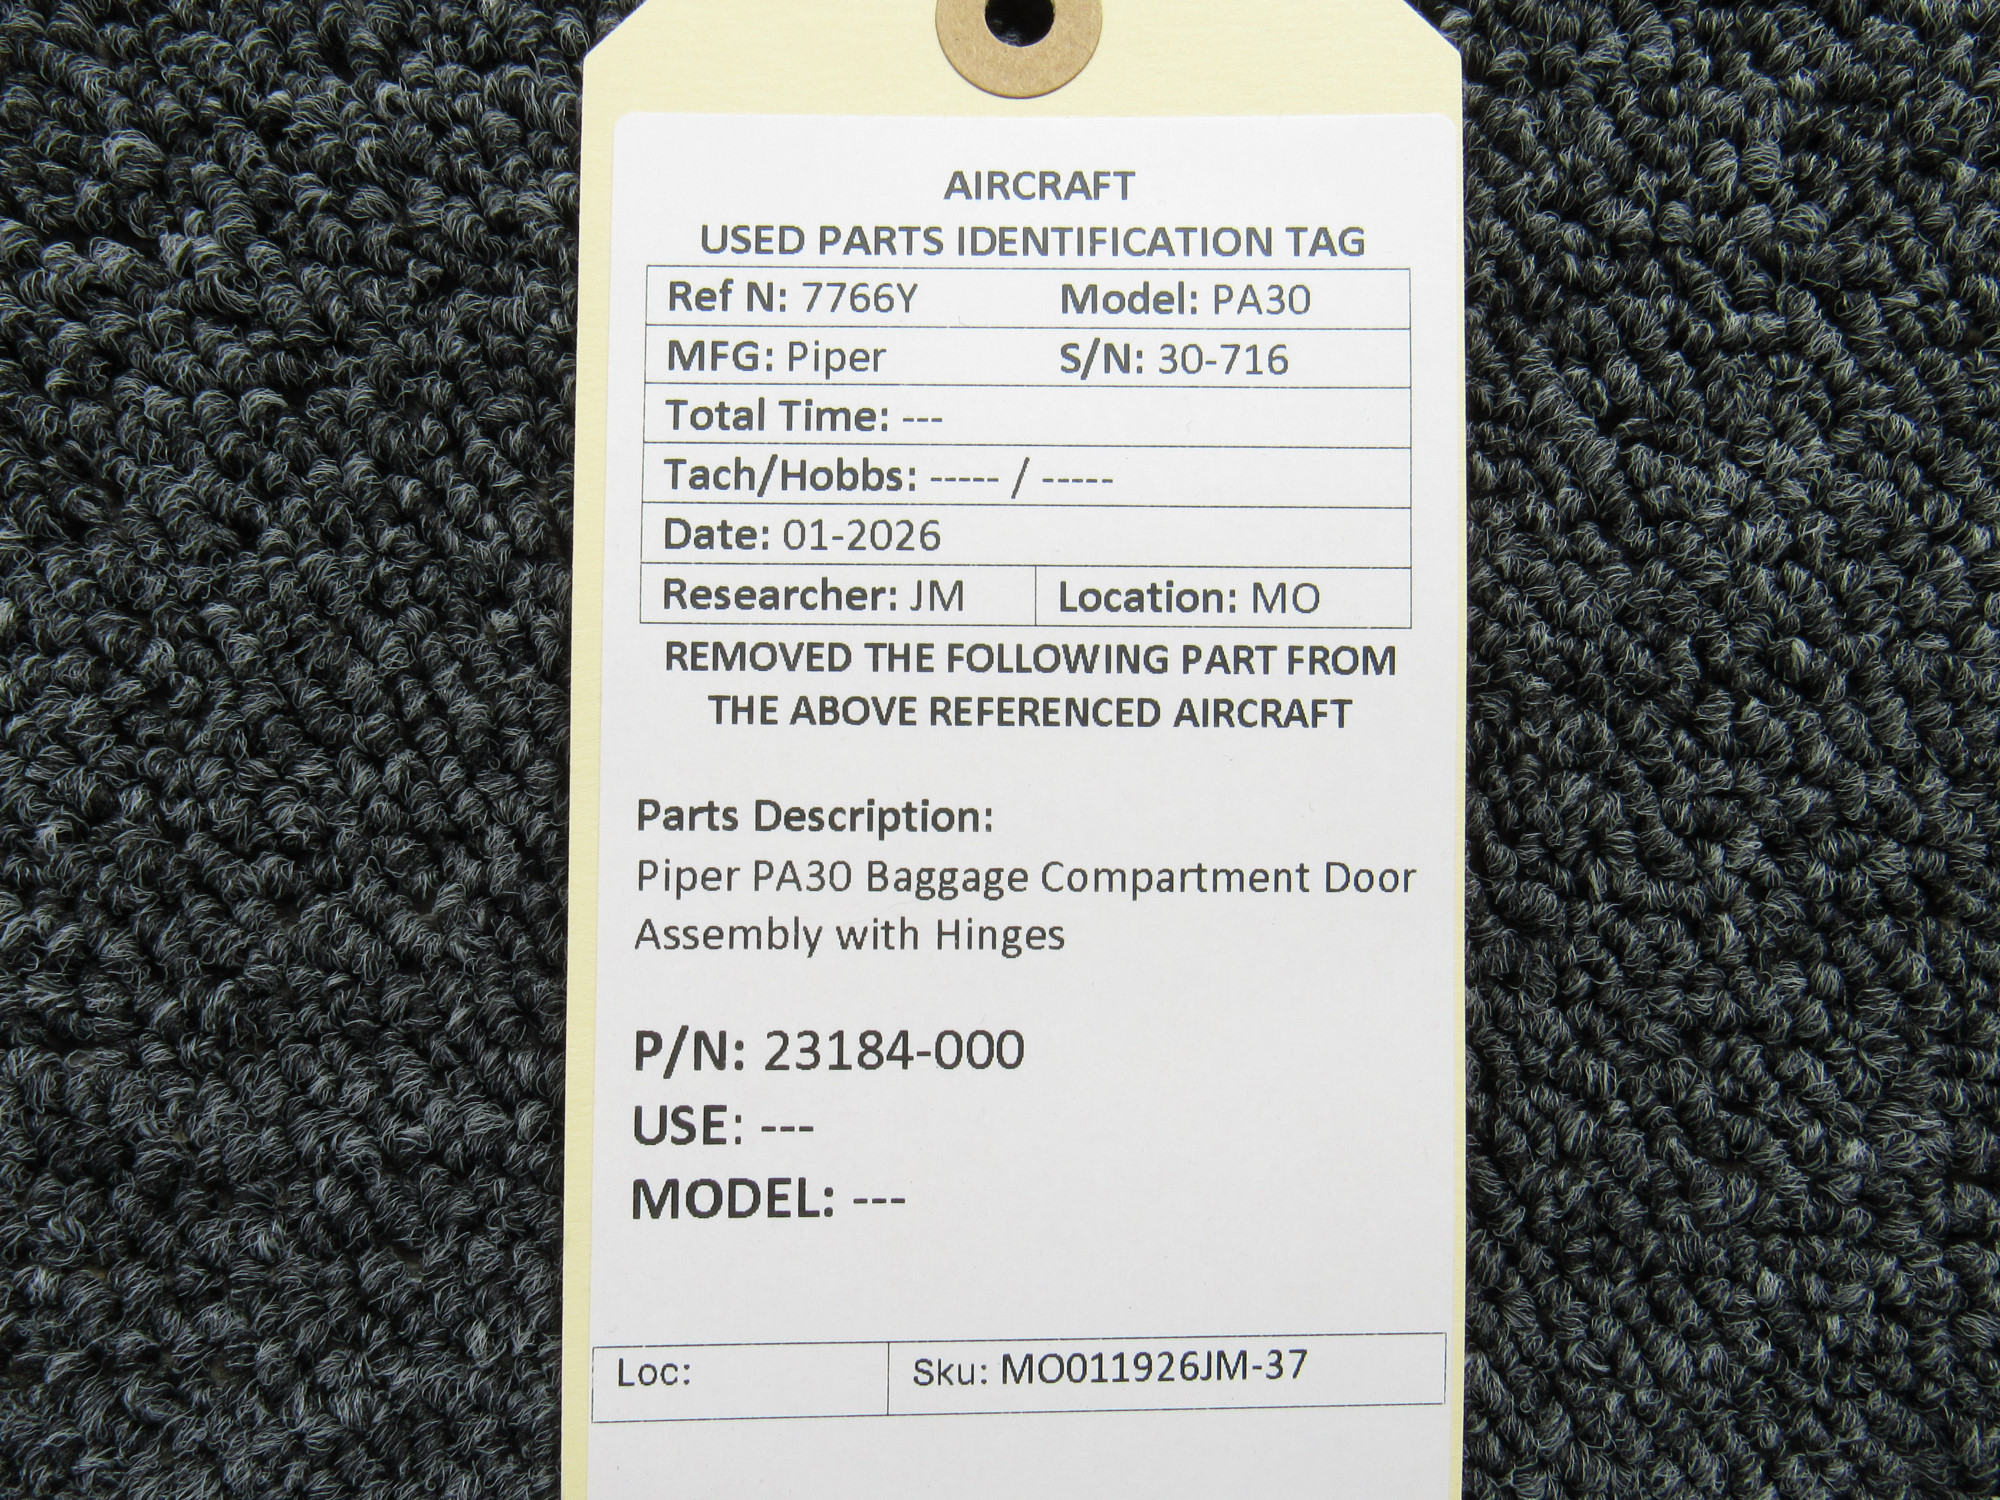 AIRCRAFT
USED PARTS IDENTIFICATION TAG
Ref N: 7766Y Model: PA30
MFG: Piper S/N: 30-716
Total Time: ---
Tach/Hobbs: ----- / -----
Date: 01-2026
Researcher: JM Location: MO
REMOVED THE FOLLOWING PART FROM
THE ABOVE REFERENCED AIRCRAFT
Parts Description:
Piper PA30 Baggage Compartment Door
Assembly with Hinges
P/N: 23184-000
USE: ---
MODEL: ---
Loc: Sku: MO011926JM-37